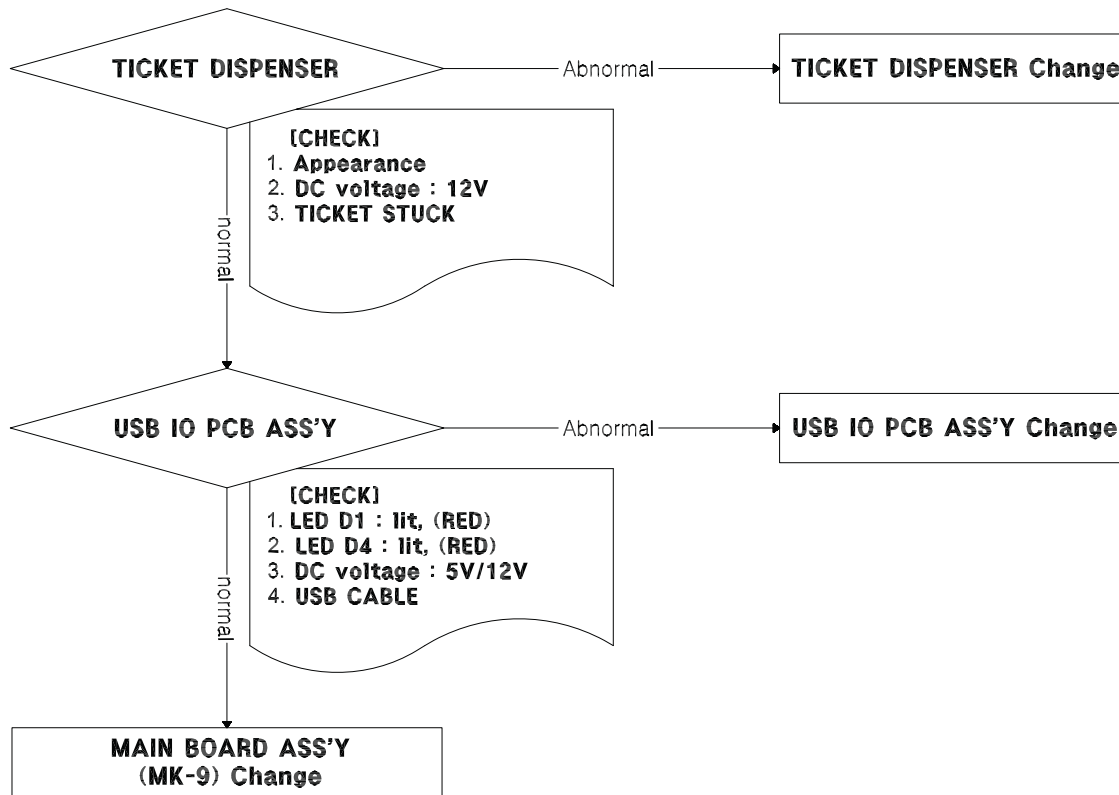 TICKET DISPENSER
Abnormal
TICKET DISPENSER Change
[CHECK]
1. Appearance
2. DC voltage : 12V
3. TICKET STUCK
normal
USB IO PCB ASS'Y
Abnormal
USB IO PCB ASS'Y Change
[CHECK]
1. LED D1 : lit, (RED)
2. LED D4 : lit, (RED)
3. DC voltage : 5V/12V
4. USB CABLE
normal
MAIN BOARD ASS'Y
(MK-9) Change